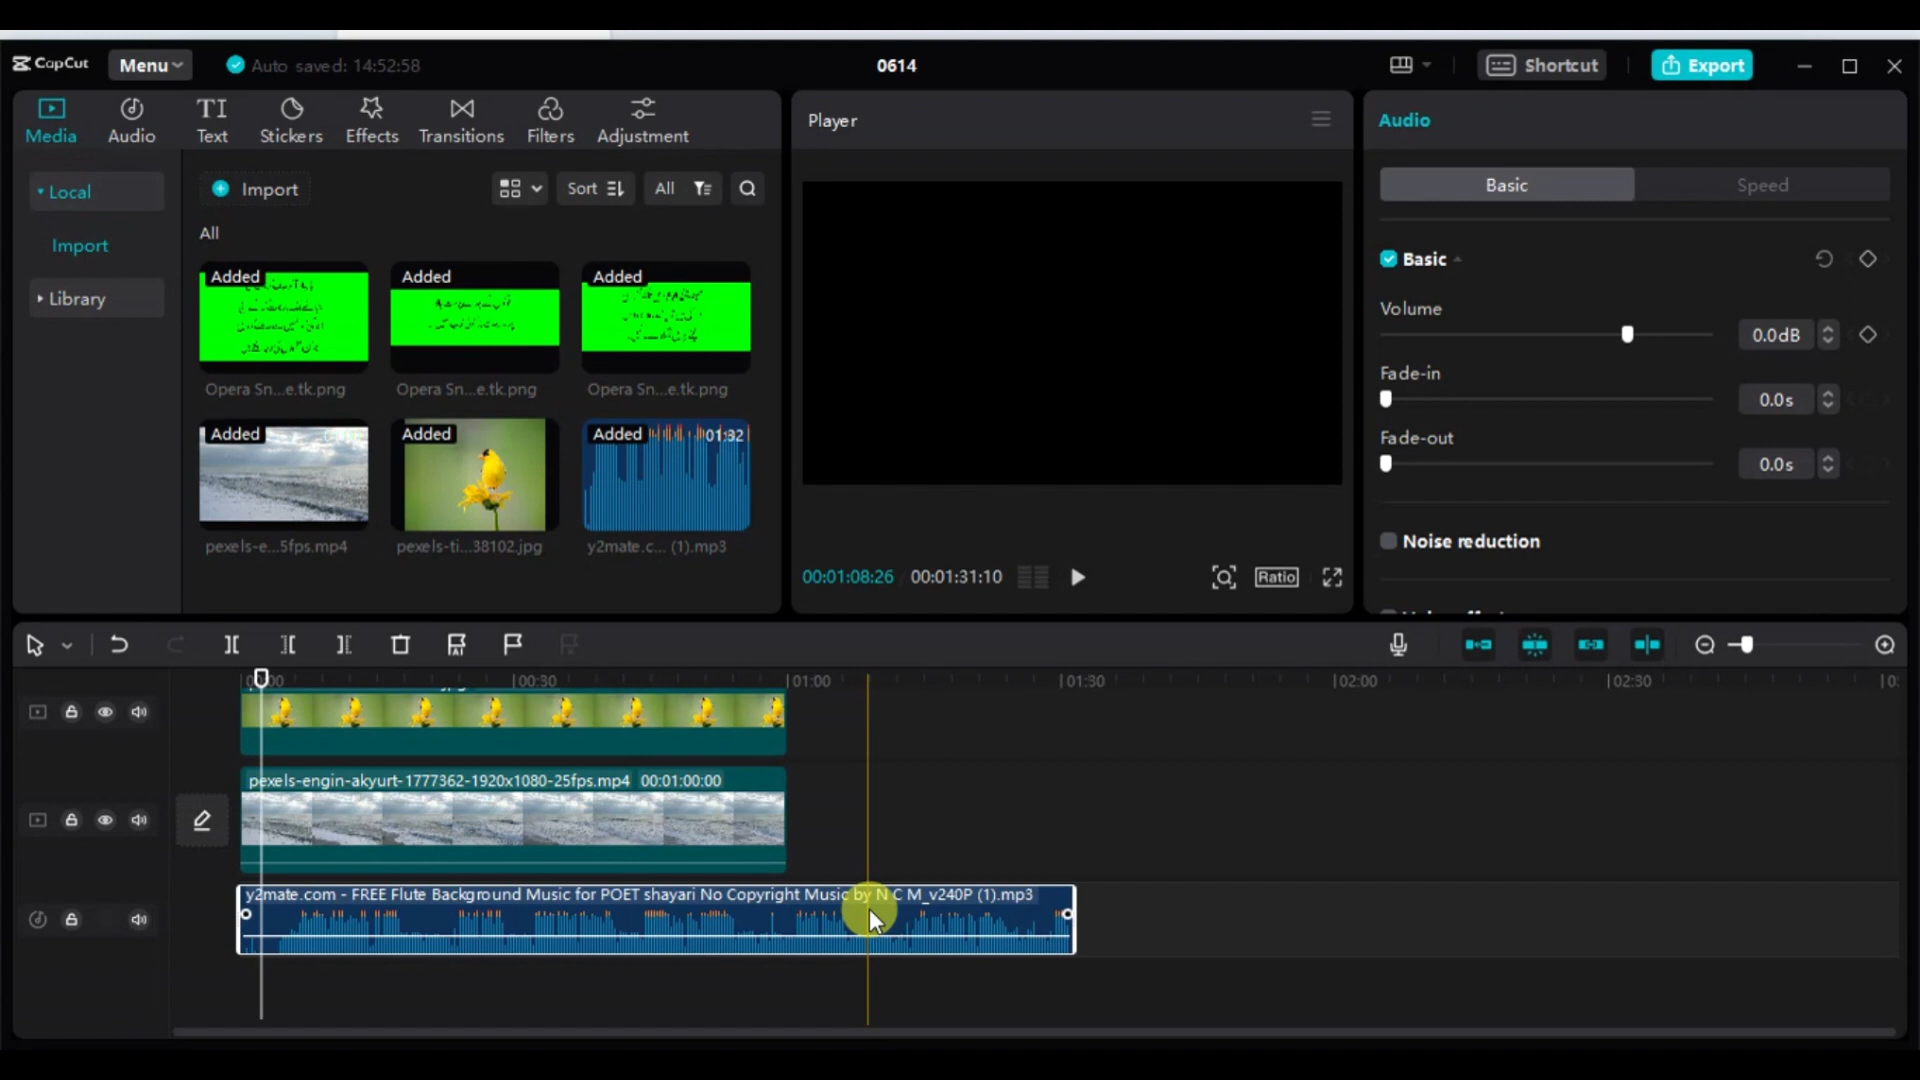 CapCut
Menu
Auto saved: 14:52:58
0614
Shortcut
Export
Media
Audio
Text
Stickers
Effects
Transitions
Filters
Adjustment
Player
Audio
Local
Import
Sort
All
Basic
Speed
Import
All
Basic
Library
Added
Added
Added
Volume
0.0dB
Fade-in
0.0s
Opera Sn...e.tk.png
Opera Sn...e.tk.png
Opera Sn...e.tk.png
Added
Added
Added
01:32
Fade-out
0.0s
pexels-e...5fps.mp4
pexels-ti...38102.jpg
y2mate.c... (1).mp3
Noise reduction
00:01:08:26
00:01:31:10
Ratio
00:30
01:00
01:30
02:00
02:30
pexels-engin-akyurt-1777362-1920x1080-25fps.mp4 00:01:00:00
y2mate.com - FREE Flute Background Music for POET shayari No Copyright Music by N C M_v240P (1).mp3